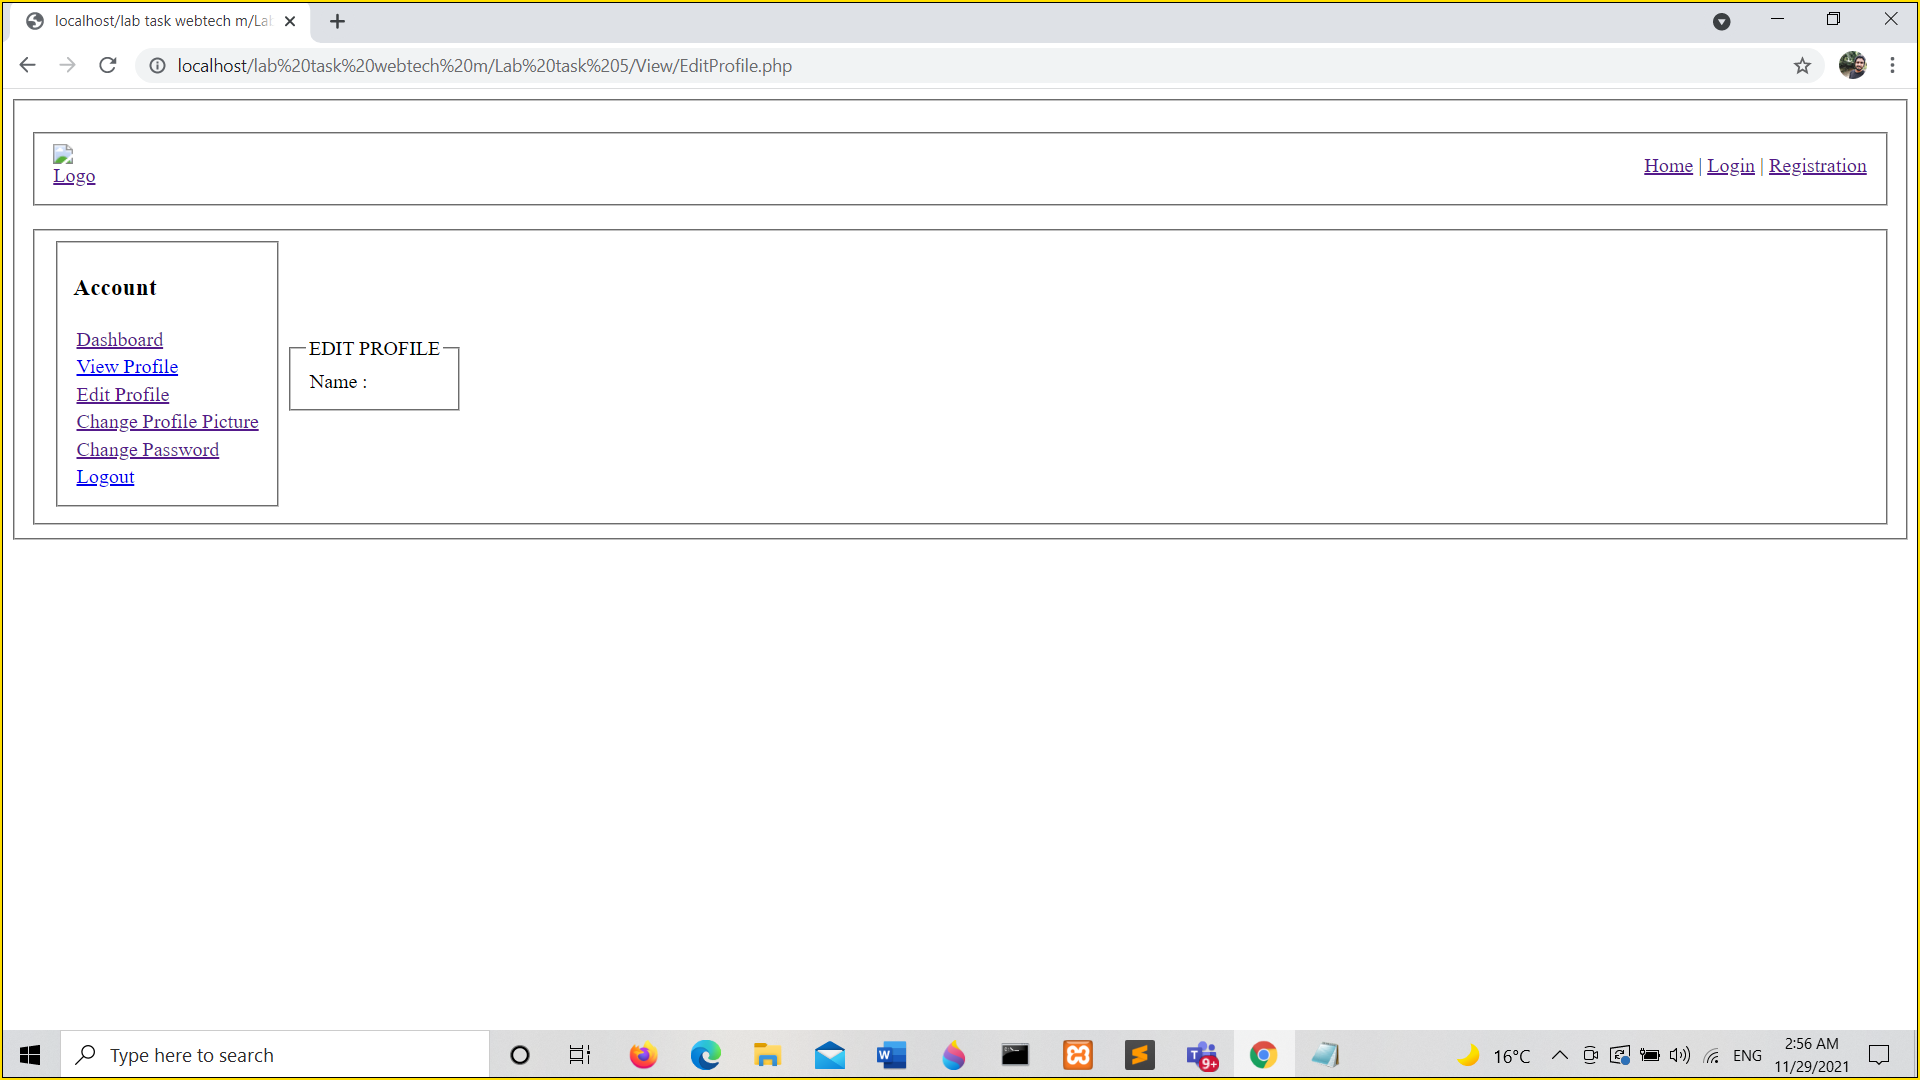 localhost/lab task webtech m/La
localhost/lab%20task%20webtech%20m/Lab%20task%205/View/EditProfile.php
Logo
Home | Login | Registration
Account
Dashboard
View Profile
Edit Profile
Change Profile Picture
Change Password
Logout
EDIT PROFILE
Name :
Type here to search
9+
16°C
ENG
2:56 AM
11/29/2021